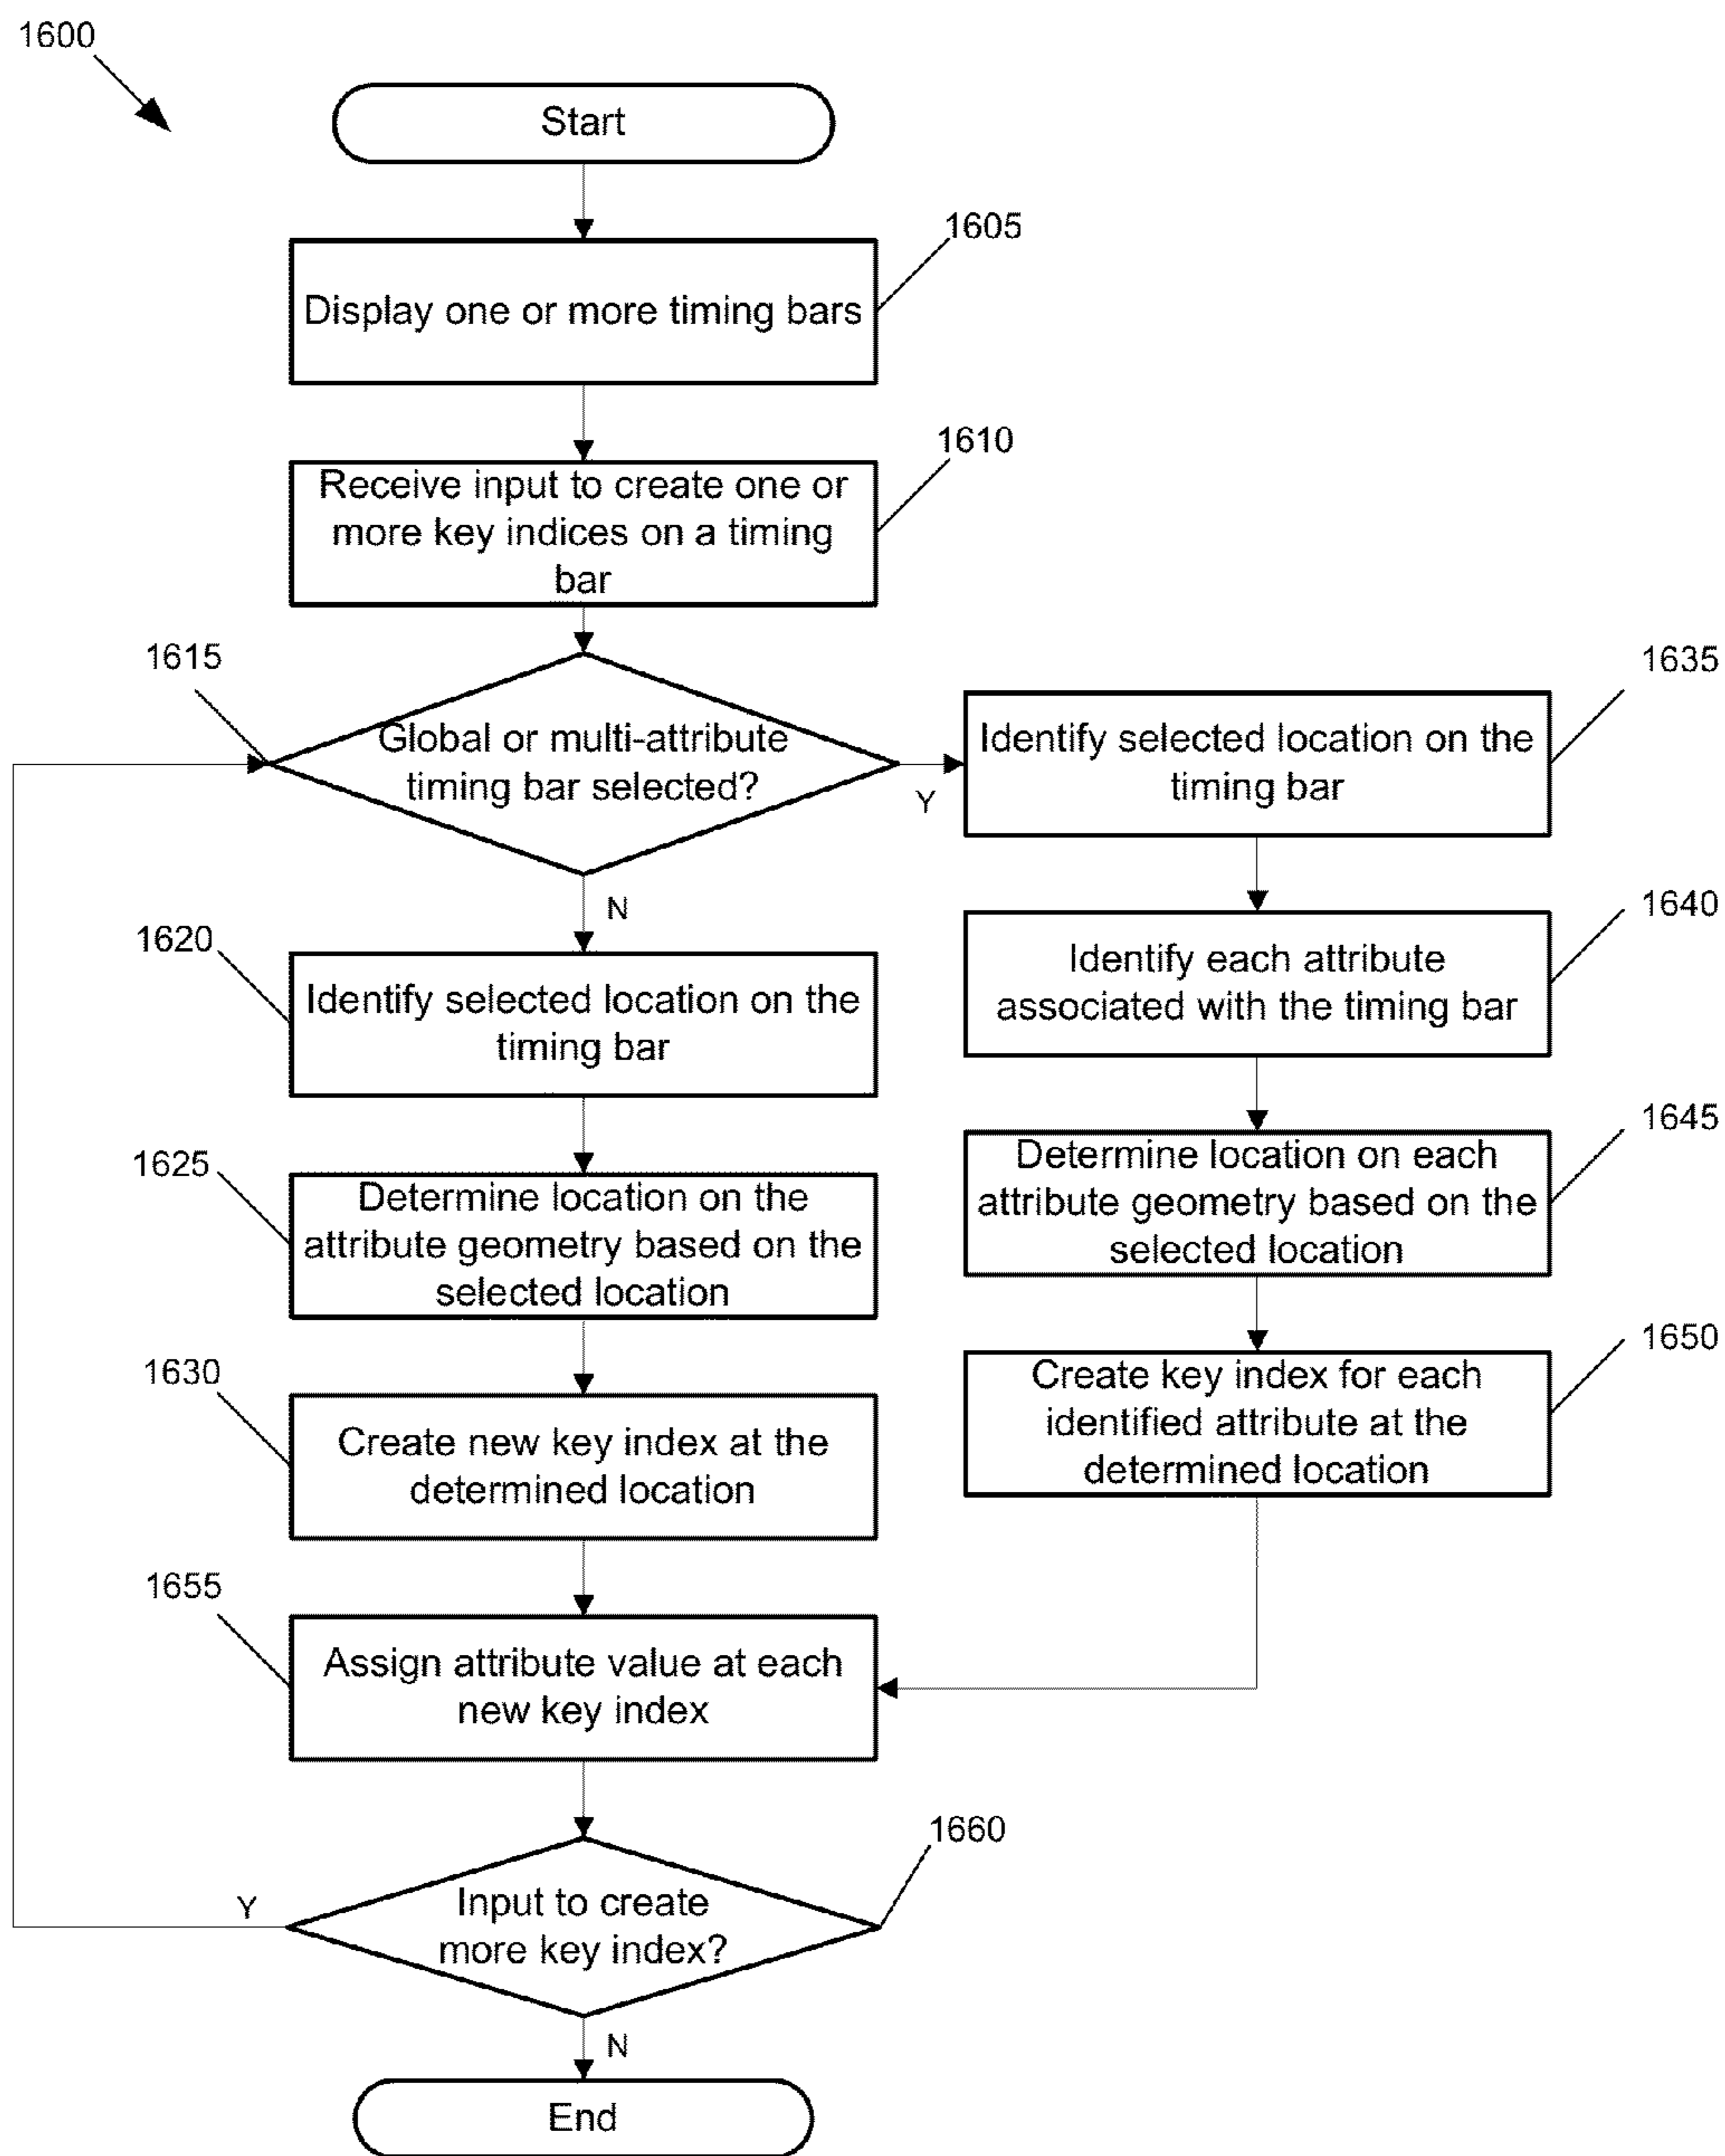 1600
Start
1605
Display one or more timing bars
1610
Receive input to create one or
more key indices on a timing
bar
1615
Global or multi-attribute
timing bar selected?
Y
N
1635
Identify selected location on the
timing bar
1640
Identify each attribute
associated with the timing bar
1620
Identify selected location on the
timing bar
1645
Determine location on each
attribute geometry based on the
selected location
1625
Determine location on the
attribute geometry based on the
selected location
1650
Create key index for each
identified attribute at the
determined location
1630
Create new key index at the
determined location
1655
Assign attribute value at each
new key index
1660
Input to create
more key index?
Y
N
End